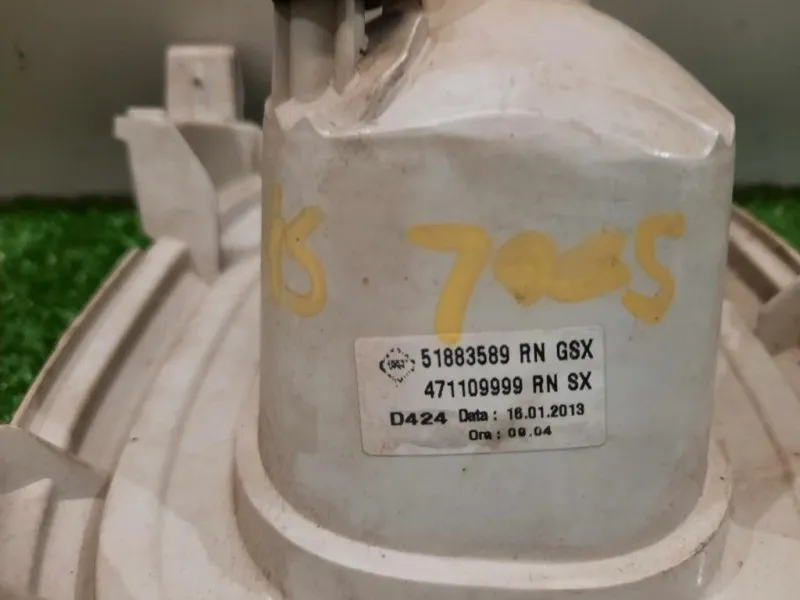 51883589 RN GSX
471109999 RN SX
D424 Data : 16.01.2013
Ora : 09.04